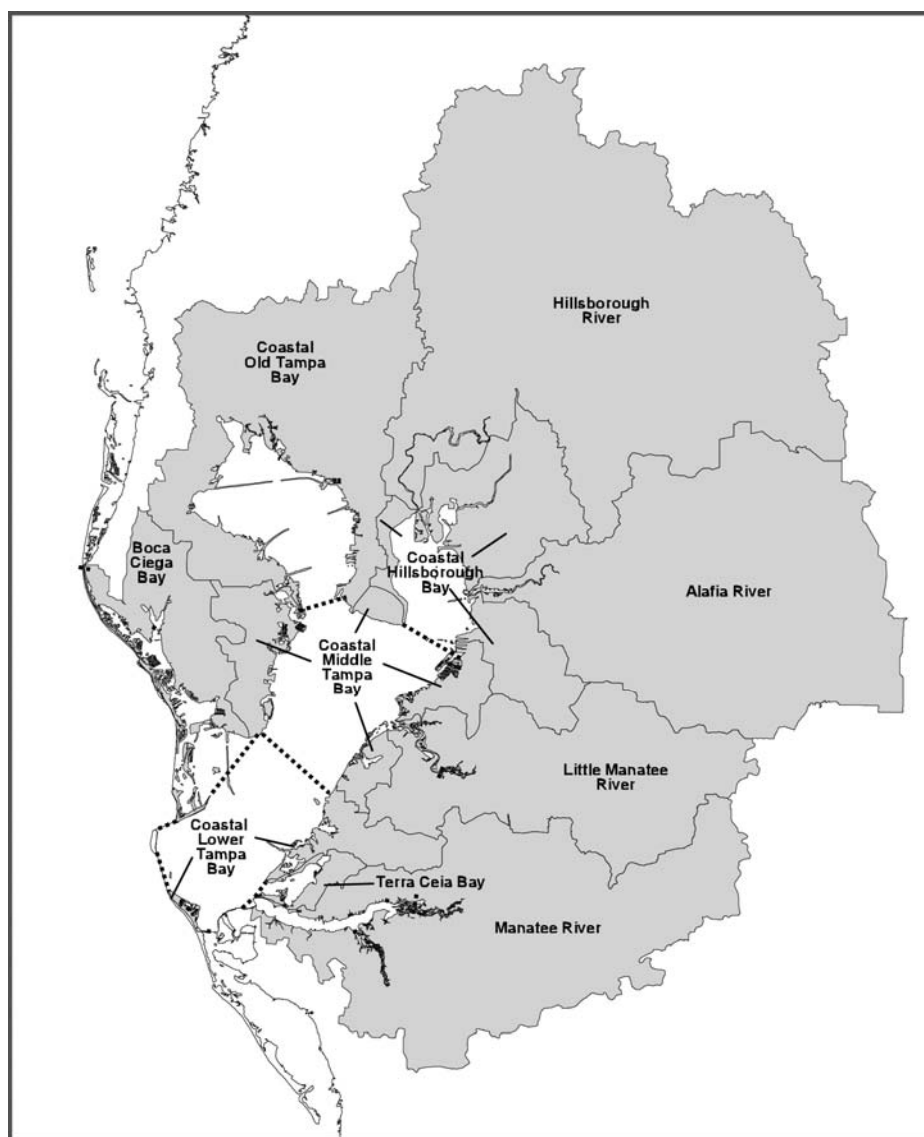 Hillsborough
River
Coastal
Old Tampa
Bay
Boca
Ciega
Bay
Coastal
Hillsborough
Bay
Alafia River
Coastal
Middle
Tampa
Bay
Little Manatee
River
Coastal
Lower
Tampa
Bay
Terra Ceia Bay
Manatee River